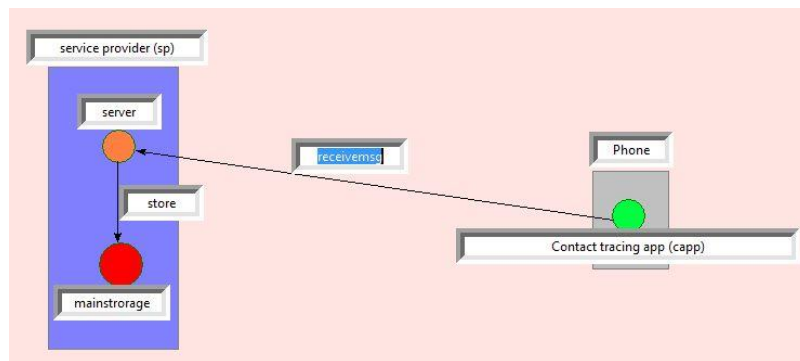 service provider (sp)
server
receivemsg
Phone
store
Contact tracing app (capp)
mainstrorage